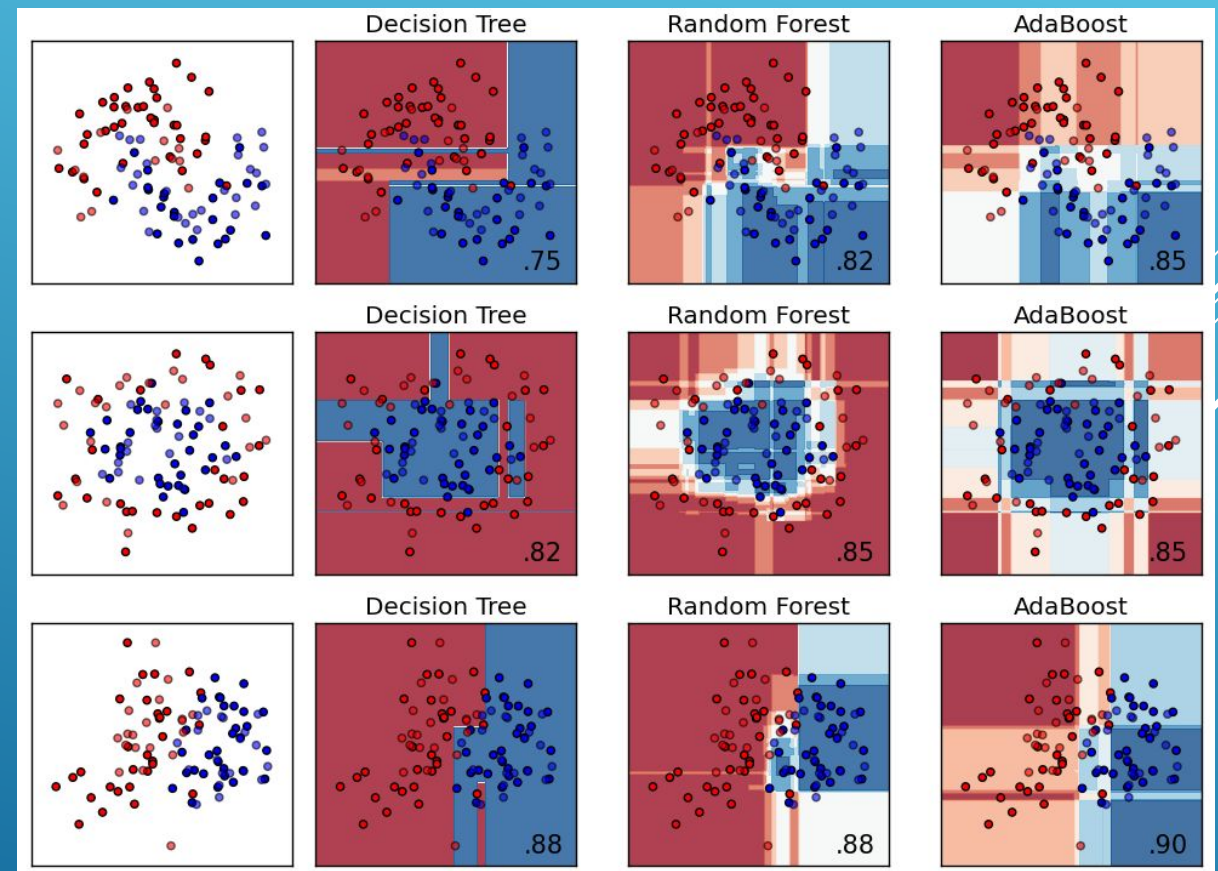 Decision Tree Random Forest AdaBoost
.75 .82 .85
Decision Tree Random Forest AdaBoost
.82 .85 .85
Decision Tree Random Forest AdaBoost
.88 .88 .90